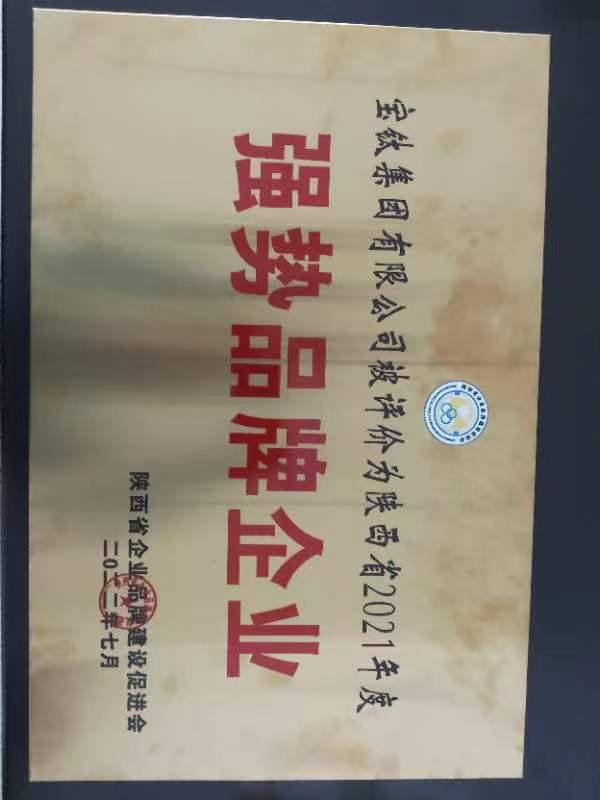 宝钛集团有限公司被评价为陕西省2021年度
强势品牌企业
陕西省企业品牌建设促进会
二〇二二年七月